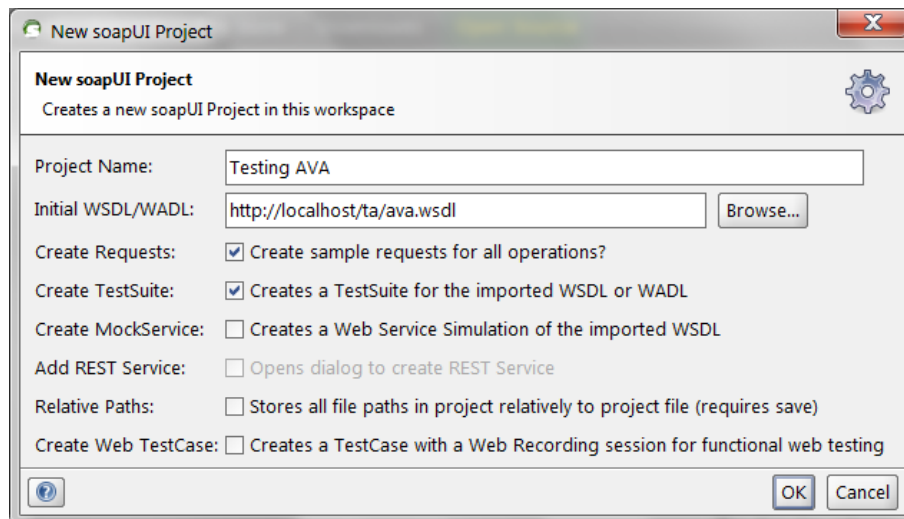 New soapUI Project
New soapUI Project
Creates a new soapUI Project in this workspace
Project Name: Testing AVA
Initial WSDL/WADL: http://localhost/ta/ava.wsdl Browse...
Create Requests: Create sample requests for all operations?
Create TestSuite: Creates a TestSuite for the imported WSDL or WADL
Create MockService: Creates a Web Service Simulation of the imported WSDL
Add REST Service: Opens dialog to create REST Service
Relative Paths: Stores all file paths in project relatively to project file (requires save)
Create Web TestCase: Creates a TestCase with a Web Recording session for functional web testing
OK Cancel